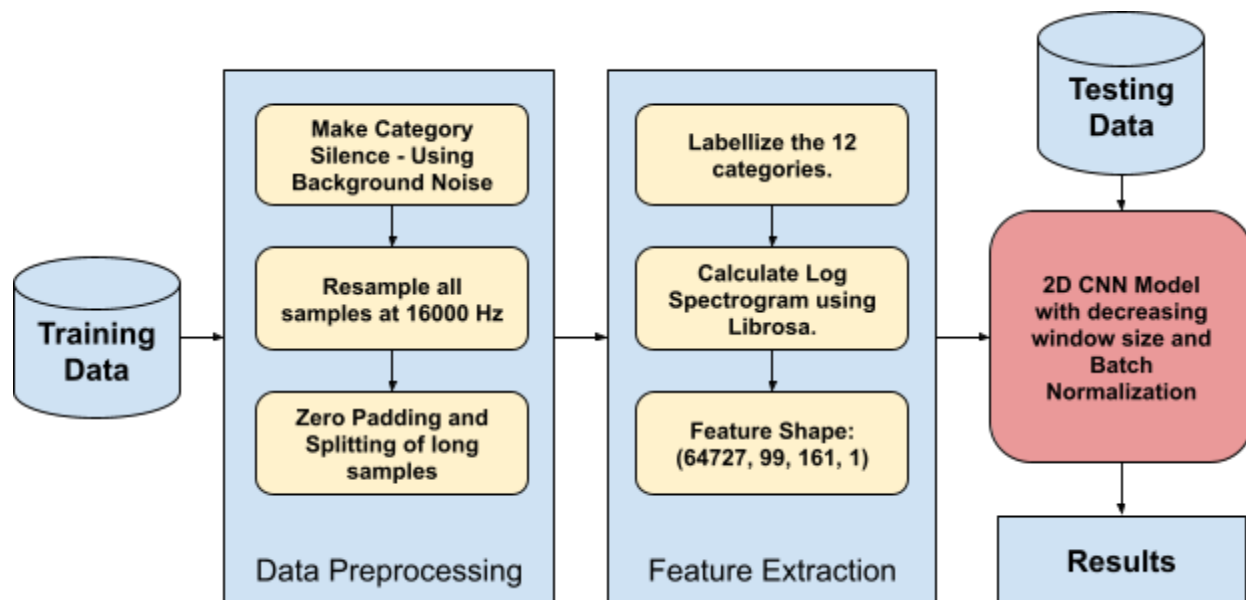 Training
Data
Make Category
Silence - Using
Background Noise
Resample all
samples at 16000 Hz
Zero Padding and
Splitting of long
samples
Data Preprocessing
Labellize the 12
categories.
Calculate Log
Spectrogram using
Librosa.
Feature Shape:
(64727, 99, 161, 1)
Feature Extraction
Testing
Data
2D CNN Model
with decreasing
window size and
Batch
Normalization
Results